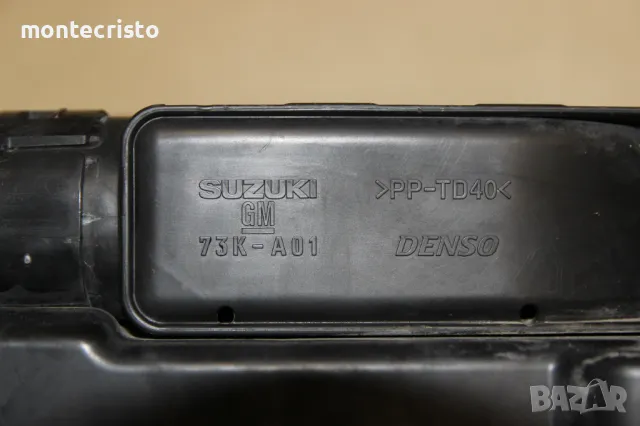 montecristo
SUZUKI
GM
73K-A01
>PP-TD40<
DENSO
BAZAR